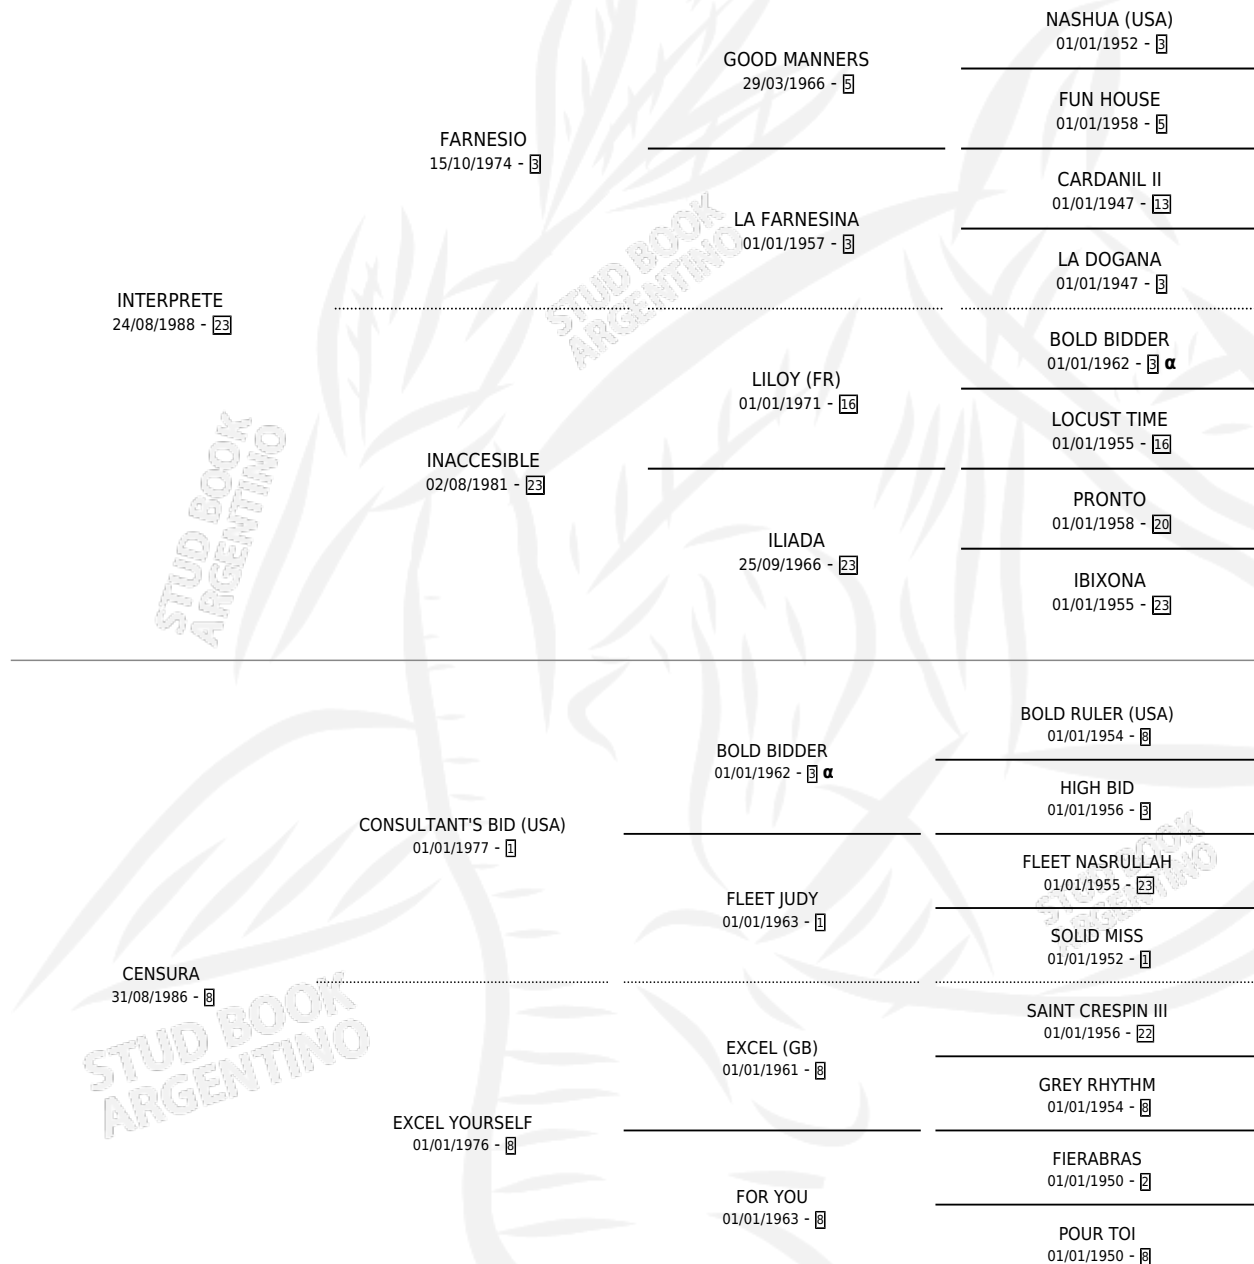 NASHUA (USA)
01/01/1952 - 3
GOOD MANNERS
29/03/1966 - 5
FUN HOUSE
01/01/1958 - 5
FARNESIO
15/10/1974 - 3
CARDANIL II
01/01/1947 - 13
LA FARNESINA
01/01/1957 - 3
LA DOGANA
01/01/1947 - 3
INTERPRETE
24/08/1988 - 23
BOLD BIDDER
01/01/1962 - 3 α
LILOY (FR)
01/01/1971 - 16
LOCUST TIME
01/01/1955 - 16
INACCESIBLE
02/08/1981 - 23
PRONTO
01/01/1958 - 20
ILIADA
25/09/1966 - 23
IBIXONA
01/01/1955 - 23
STUD BOOK
ARGENTINO
STUD BOOK
ARGENTINO
BOLD RULER (USA)
01/01/1954 - 8
BOLD BIDDER
01/01/1962 - 3 α
HIGH BID
01/01/1956 - 3
CONSULTANT'S BID (USA)
01/01/1977 - 1
FLEET NASRULLAH
01/01/1955 - 23
FLEET JUDY
01/01/1963 - 1
SOLID MISS
01/01/1952 - 1
STUD BOOK
ARGENTINO
CENSURA
31/08/1986 - 8
SAINT CRESPIN III
01/01/1956 - 22
EXCEL (GB)
01/01/1961 - 8
GREY RHYTHM
01/01/1954 - 8
EXCEL YOURSELF
01/01/1976 - 8
FIERABRAS
01/01/1950 - 2
FOR YOU
01/01/1963 - 8
POUR TOI
01/01/1950 - 8
STUD BOOK
ARGENTINO